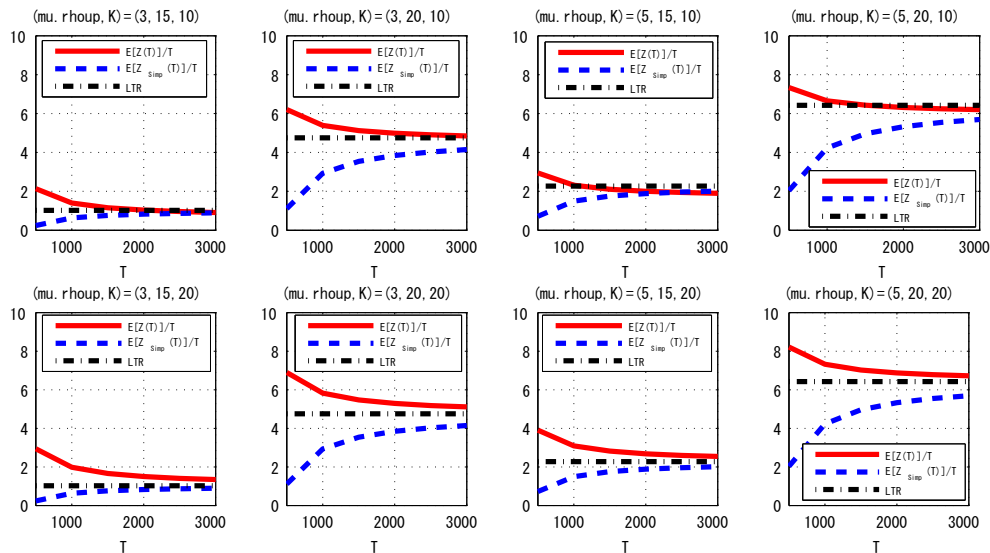 (mu. rhoup, K)=(3, 15, 10)
10
8
6
4
2
0
E[Z(T)]/T
E[Z Simp (T)]/T
LTR
1000 2000 3000
T
(mu. rhoup, K)=(3, 20, 10)
10
8
6
4
2
0
E[Z(T)]/T
E[Z Simp (T)]/T
LTR
1000 2000 3000
T
(mu. rhoup, K)=(5, 15, 10)
10
8
6
4
2
0
E[Z(T)]/T
E[Z Simp (T)]/T
LTR
1000 2000 3000
T
(mu. rhoup, K)=(5, 20, 10)
10
8
6
4
2
0
E[Z(T)]/T
E[Z Simp (T)]/T
LTR
1000 2000 3000
T
(mu. rhoup, K)=(3, 15, 20)
10
8
6
4
2
0
E[Z(T)]/T
E[Z Simp (T)]/T
LTR
1000 2000 3000
T
(mu. rhoup, K)=(3, 20, 20)
10
8
6
4
2
0
E[Z(T)]/T
E[Z Simp (T)]/T
LTR
1000 2000 3000
T
(mu. rhoup, K)=(5, 15, 20)
10
8
6
4
2
0
E[Z(T)]/T
E[Z Simp (T)]/T
LTR
1000 2000 3000
T
(mu. rhoup, K)=(5, 20, 20)
10
8
6
4
2
0
E[Z(T)]/T
E[Z Simp (T)]/T
LTR
1000 2000 3000
T